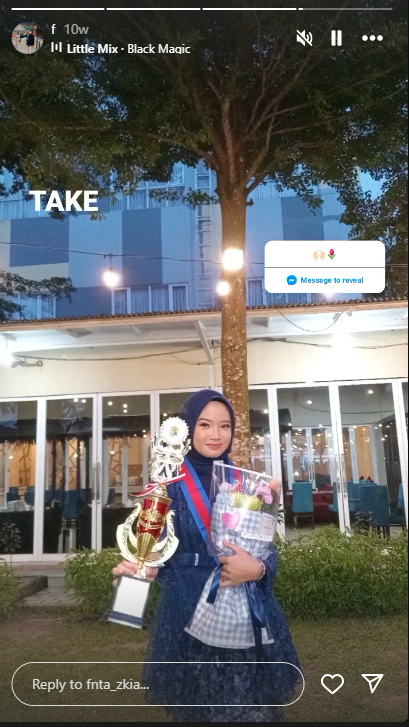 f 10w
Little Mix · Black Magic
TAKE
Message to reveal
Reply to fnta_zkia...